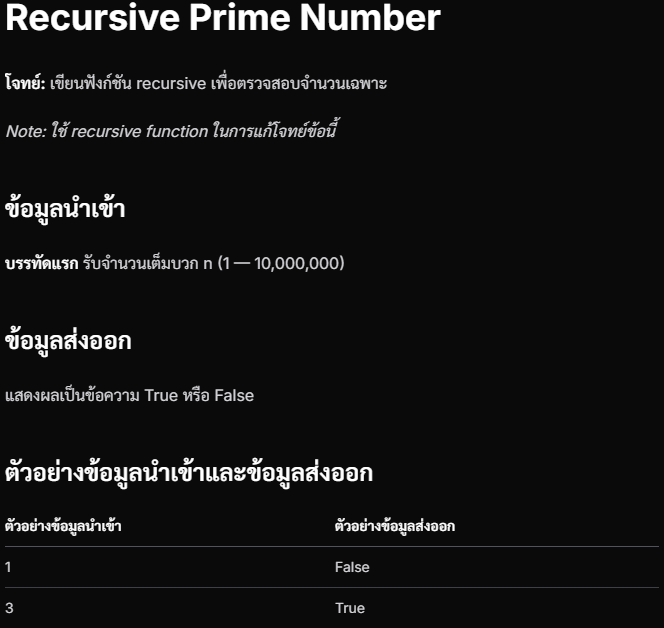 Recursive Prime Number
โจทย์: เขียนฟังก์ชัน recursive เพื่อตรวจสอบจำนวนเฉพาะ
Note: ใช้ recursive function ในการแก้โจทย์ข้อนี้
ข้อมูลนำเข้า
บรรทัดแรก รับจำนวนเต็มบวก n (1 — 10,000,000)
ข้อมูลส่งออก
แสดงผลเป็นข้อความ True หรือ False
ตัวอย่างข้อมูลนำเข้าและข้อมูลส่งออก
ตัวอย่างข้อมูลนำเข้า ตัวอย่างข้อมูลส่งออก
1 False
3 True